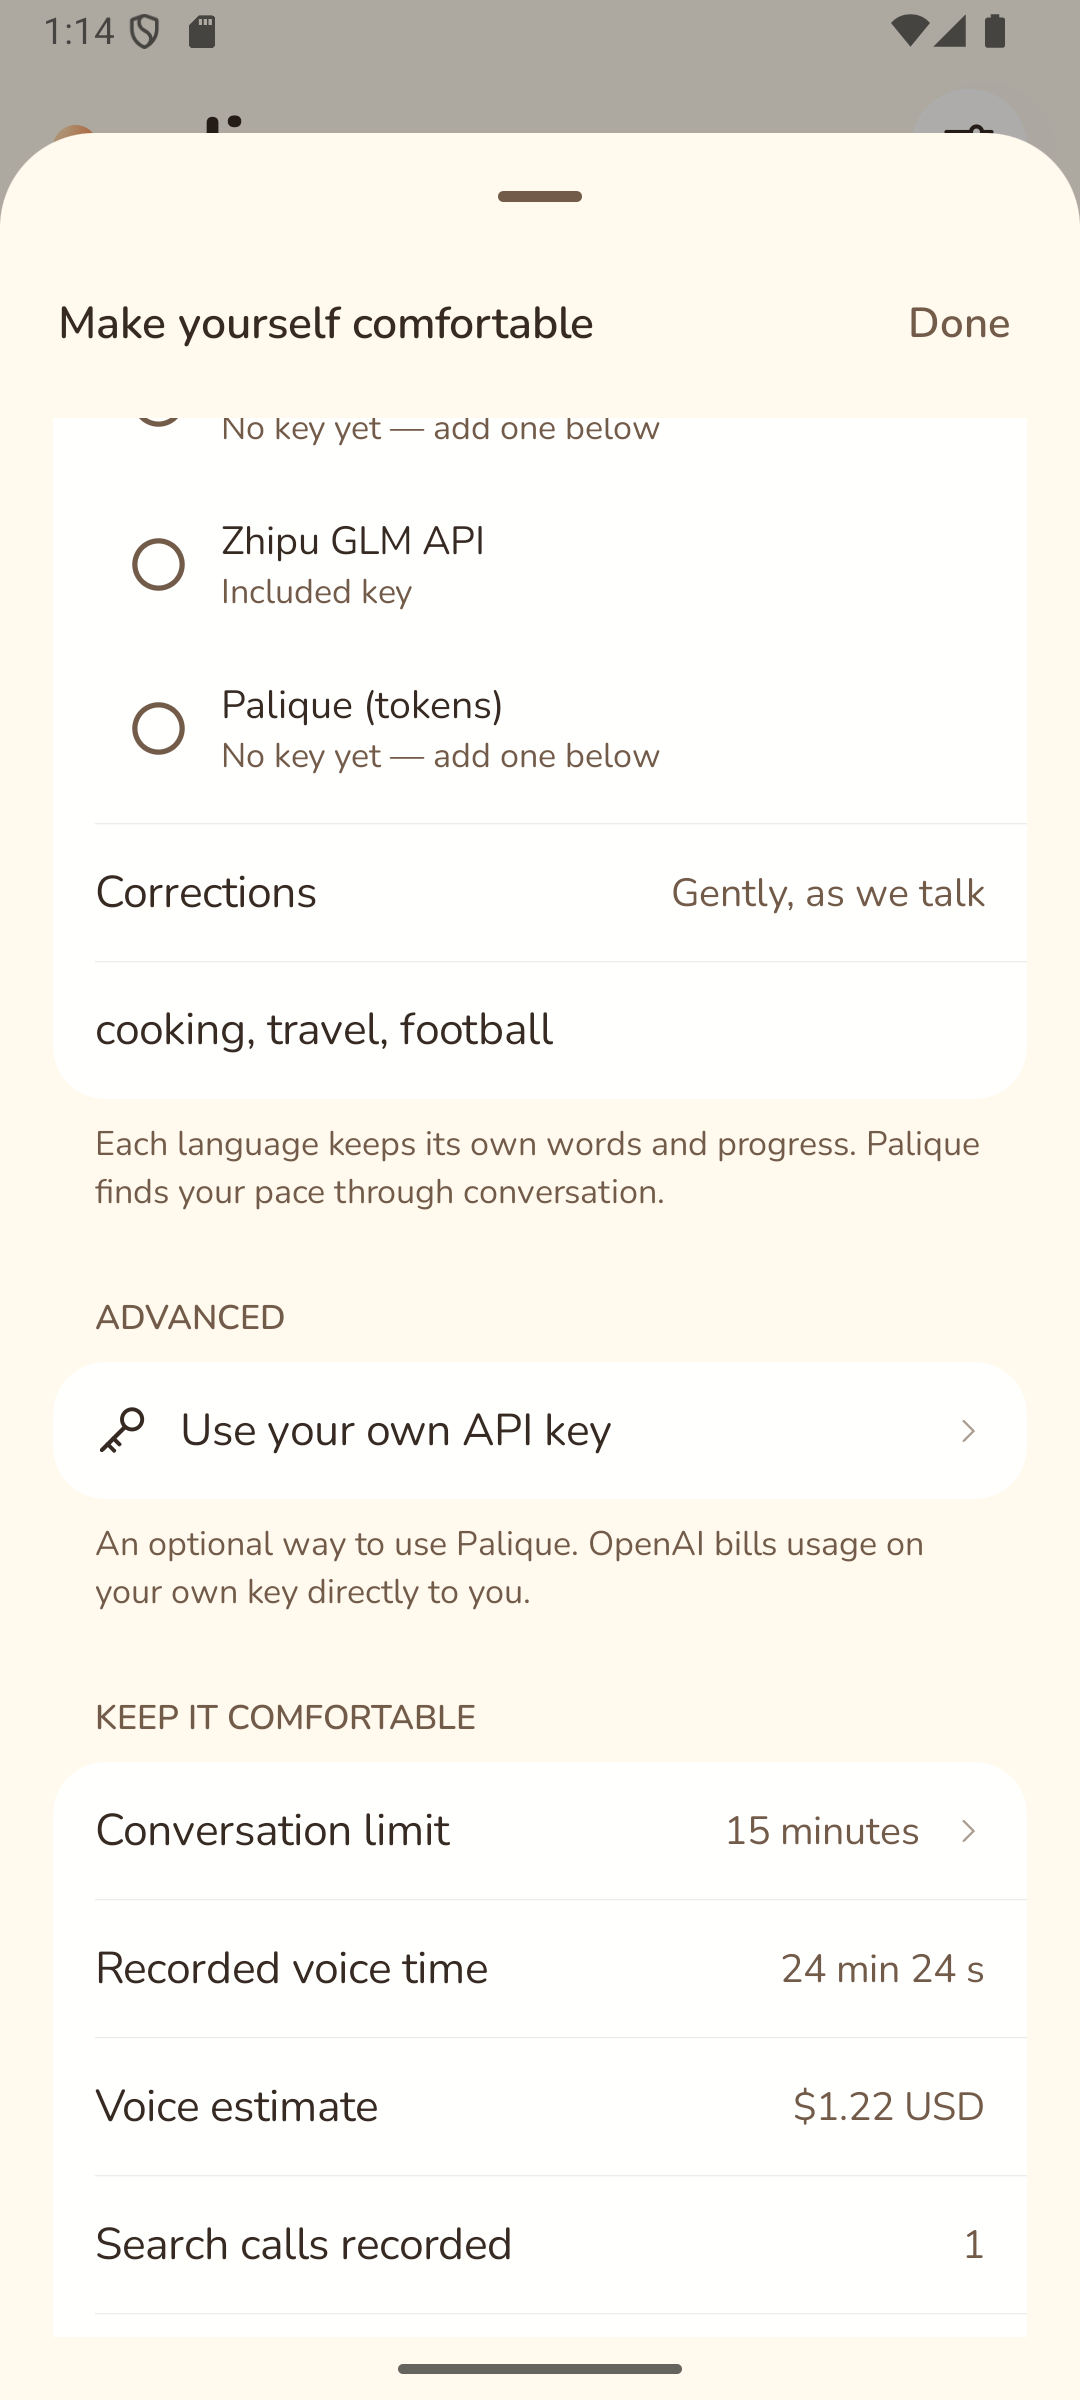 1:14
Make yourself comfortable
Done
No key yet — add one below
Zhipu GLM API
Included key
Palique (tokens)
No key yet — add one below
Corrections
Gently, as we talk
cooking, travel, football
Each language keeps its own words and progress. Palique
finds your pace through conversation.
ADVANCED
Use your own API key
An optional way to use Palique. OpenAI bills usage on
your own key directly to you.
KEEP IT COMFORTABLE
Conversation limit
15 minutes
Recorded voice time
24 min 24 s
Voice estimate
$1.22 USD
Search calls recorded
1